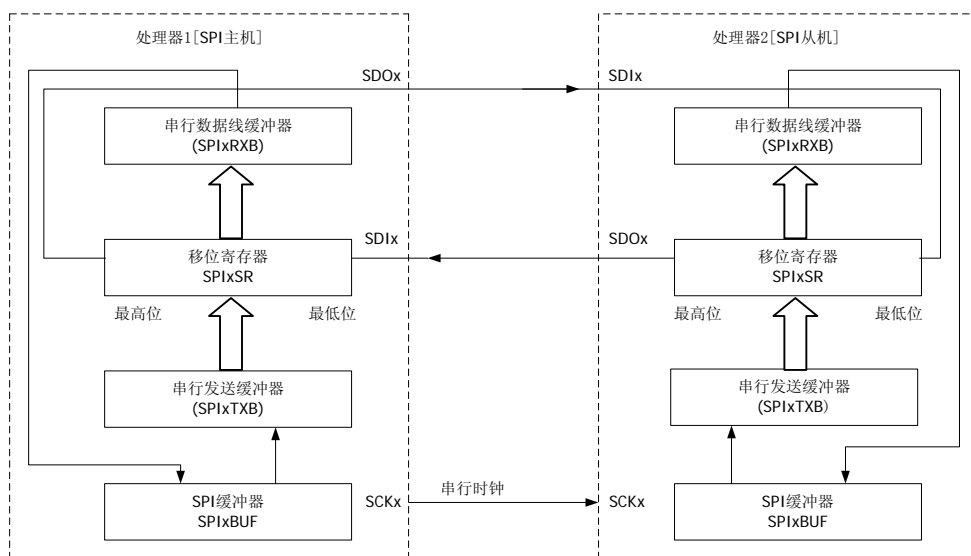 处理器1[SPI主机]
处理器2[SPI从机]
SDOx
SDIx
串行数据线缓冲器
(SPIxRXB)
串行数据线缓冲器
(SPIxRXB)
SDIx
SDOx
移位寄存器
SPIxSR
移位寄存器
SPIxSR
最高位
最低位
最高位
最低位
串行发送缓冲器
(SPIxTXB)
串行发送缓冲器
(SPIxTXB)
SPI缓冲器
SPIxBUF
SCKx
串行时钟
SCKx
SPI缓冲器
SPIxBUF